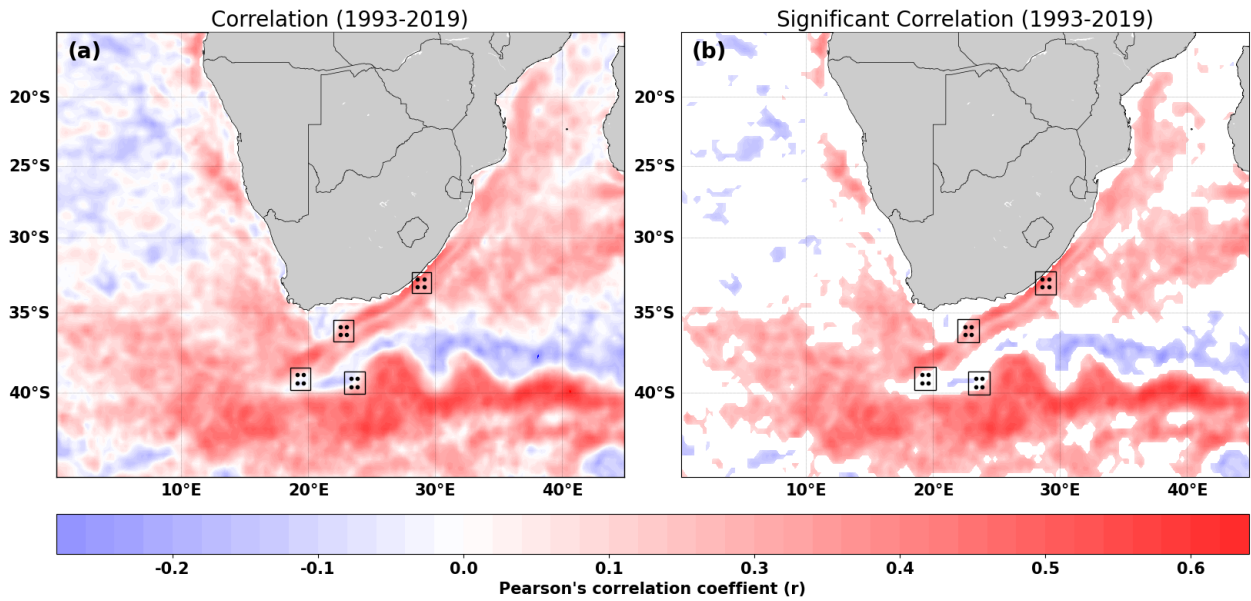 Correlation (1993-2019)
Significant Correlation (1993-2019)
(a)
(b)
20°S
25°S
30°S
35°S
40°S
20°S
25°S
30°S
35°S
40°S
10°E 20°E 30°E 40°E
10°E 20°E 30°E 40°E
-0.2 -0.1 0.0 0.1 0.3 0.4 0.5 0.6
Pearson's correlation coeffient (r)